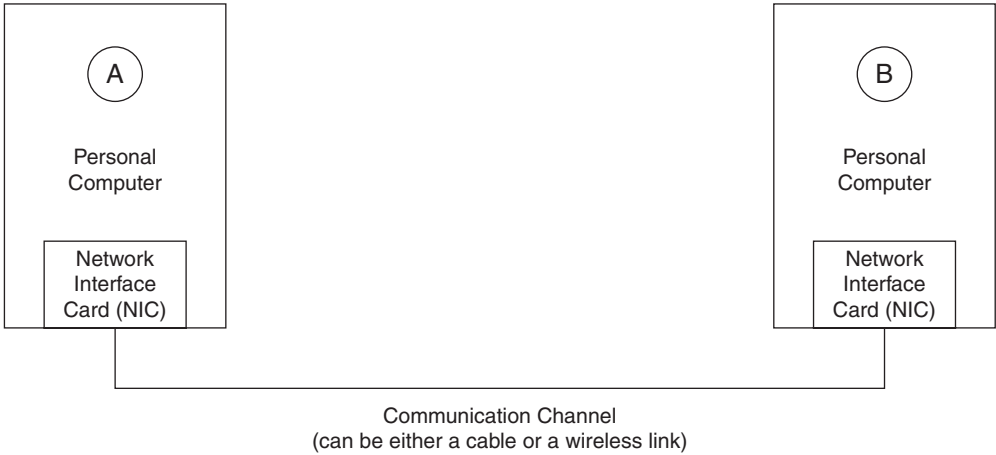 A
Personal
Computer
Network
Interface
Card (NIC)
B
Personal
Computer
Network
Interface
Card (NIC)
Communication Channel
(can be either a cable or a wireless link)